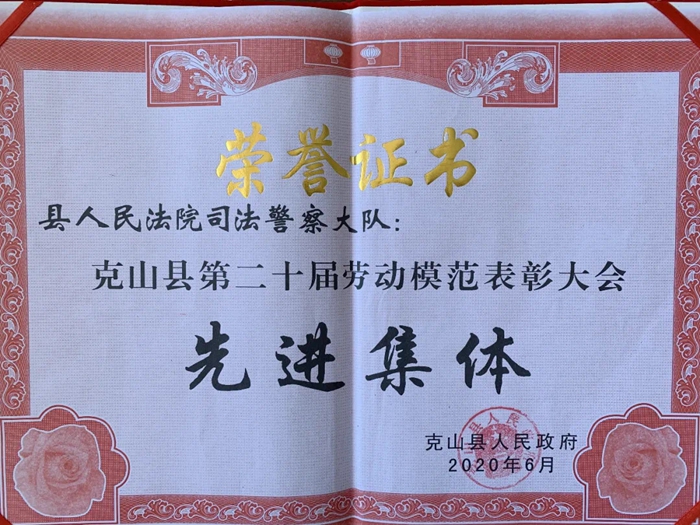 荣誉证书
县人民法院司法警察大队：
克山县第二十届劳动模范表彰大会
先进集体
克山县人民政府
2020年6月